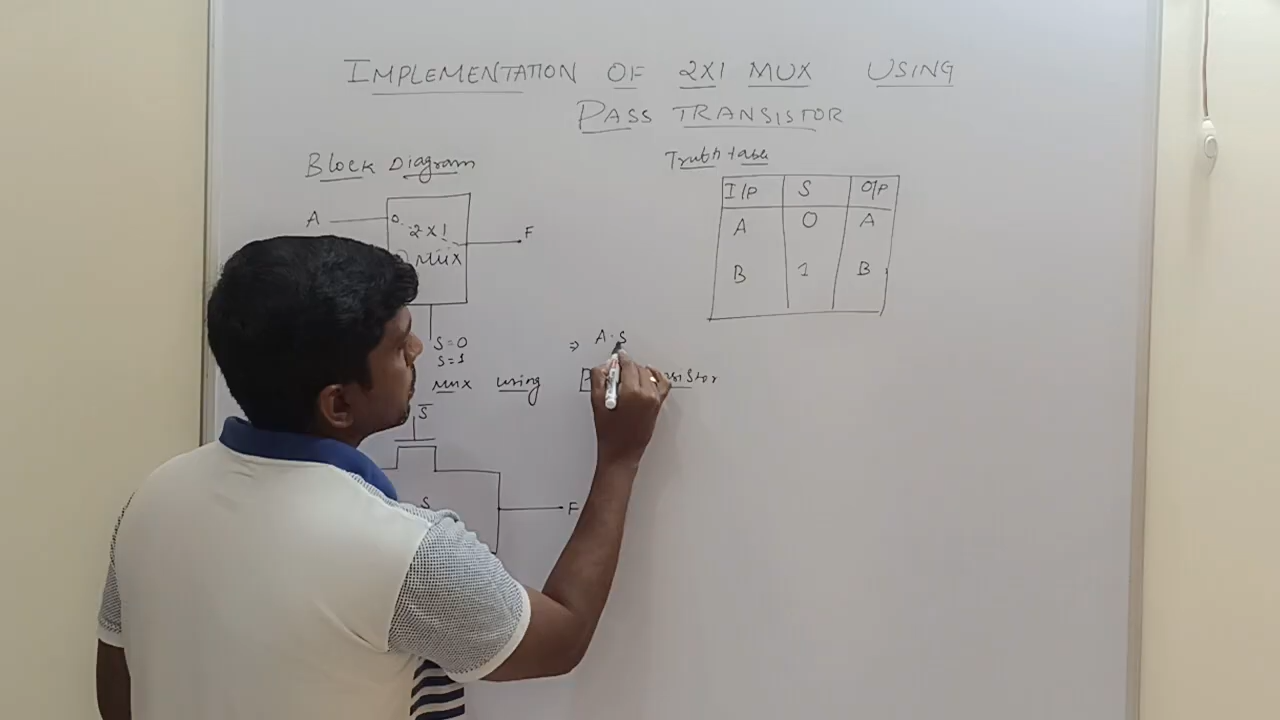 IMPLEMENTATION OF 2X1 MUX USING
PASS TRANSISTOR
Block Diagram
A
2x1
MUX
F
S=0
S=1
Truth table
I/P S O/P
A 0 A
B 1 B
⇒ A·S
mux using
S̅
S
F